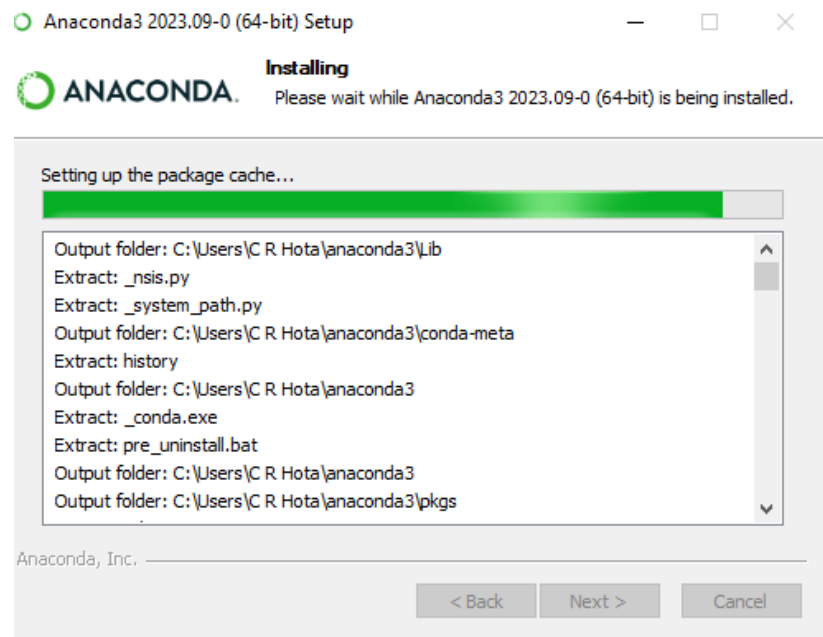 Anaconda3 2023.09-0 (64-bit) Setup
ANACONDA.
Installing
Please wait while Anaconda3 2023.09-0 (64-bit) is being installed.
Setting up the package cache...
Output folder: C:\Users\C R Hota\anaconda3\Lib
Extract: _nsis.py
Extract: _system_path.py
Output folder: C:\Users\C R Hota\anaconda3\conda-meta
Extract: history
Output folder: C:\Users\C R Hota\anaconda3
Extract: _conda.exe
Extract: pre_uninstall.bat
Output folder: C:\Users\C R Hota\anaconda3
Output folder: C:\Users\C R Hota\anaconda3\pkgs
Anaconda, Inc.
< Back
Next >
Cancel